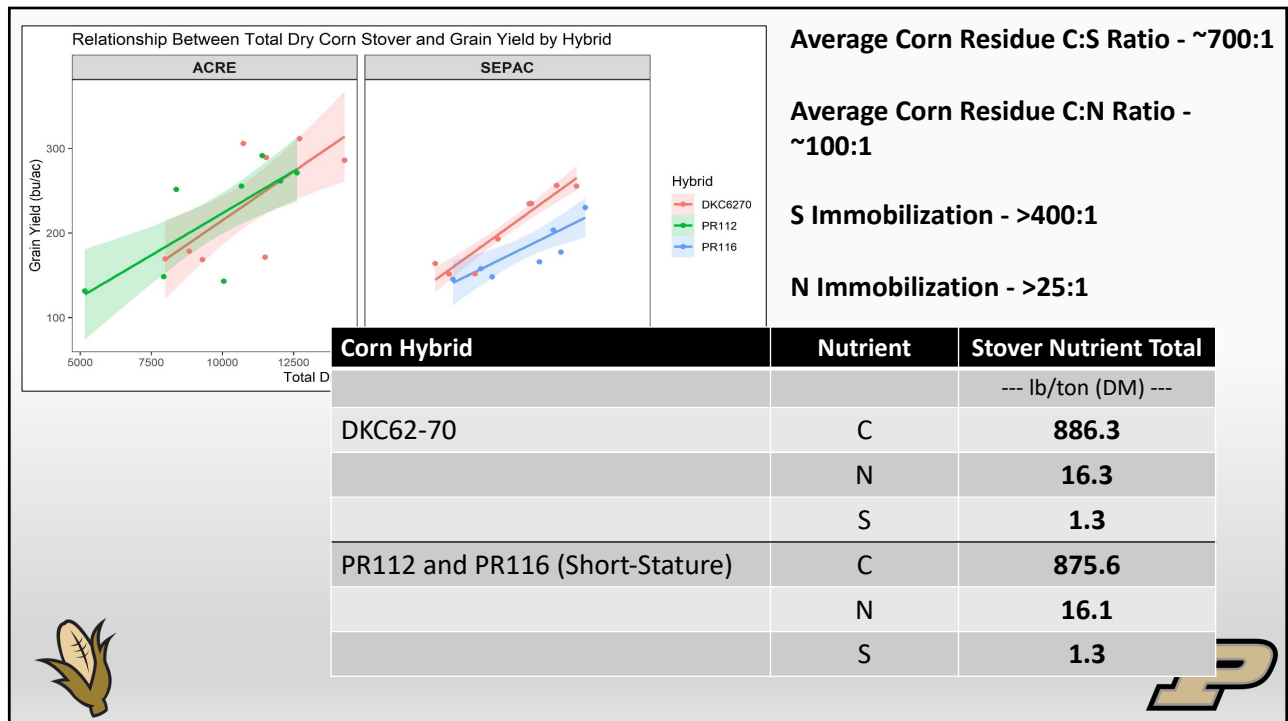 Relationship Between Total Dry Corn Stover and Grain Yield by Hybrid
ACRE
SEPAC
Grain Yield (bu/ac)
300
200
100
5000
7500
10000
12500
Total D
Hybrid
DKC6270
PR112
PR116
Average Corn Residue C:S Ratio - ~700:1
Average Corn Residue C:N Ratio -
~100:1
S Immobilization - >400:1
N Immobilization - >25:1
Corn Hybrid Nutrient Stover Nutrient Total
--- lb/ton (DM) ---
DKC62-70 C 886.3
N 16.3
S 1.3
PR112 and PR116 (Short-Stature) C 875.6
N 16.1
S 1.3
P